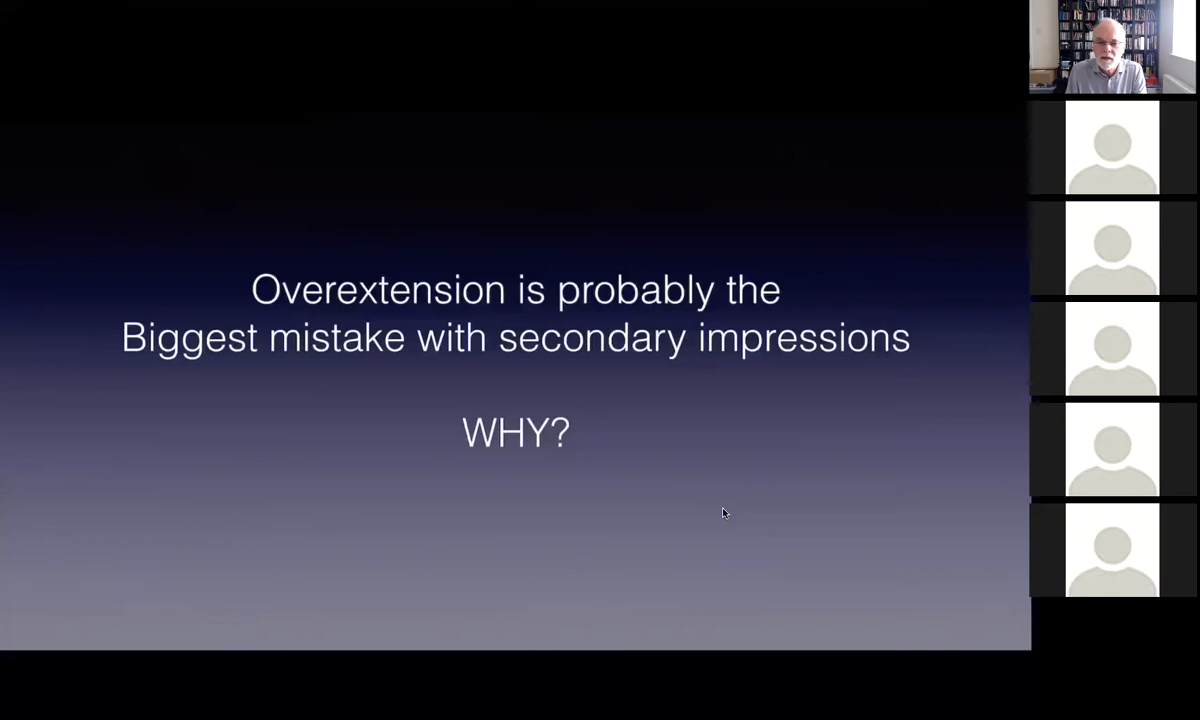 Overextension is probably the
Biggest mistake with secondary impressions
WHY?